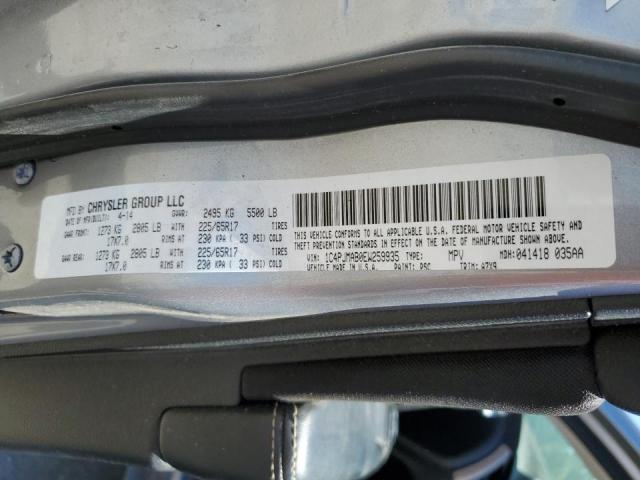 MFD BY: CHRYSLER GROUP LLC
DATE OF MFR/BUILT: 4-14 GVWR: 2495 KG 5500 LB
GAWR FRONT: 1273 KG 2805 LB WITH 225/65R17 TIRES
17X7.0 RIMS AT 230 KPA ( 33 PSI) COLD
GAWR REAR: 1273 KG 2805 LB WITH 225/65R17 TIRES
17X7.0 RIMS AT 230 KPA ( 33 PSI) COLD
THIS VEHICLE CONFORMS TO ALL APPLICABLE U.S.A. FEDERAL MOTOR VEHICLE SAFETY AND
THEFT PREVENTION STANDARDS IN EFFECT ON THE DATE OF MANUFACTURE SHOWN ABOVE.
VIN: 1C4PJMAB0EW259935 TYPE: MPV MDH: 041418 035AA
PAINT: PSC TRIM: A7X9